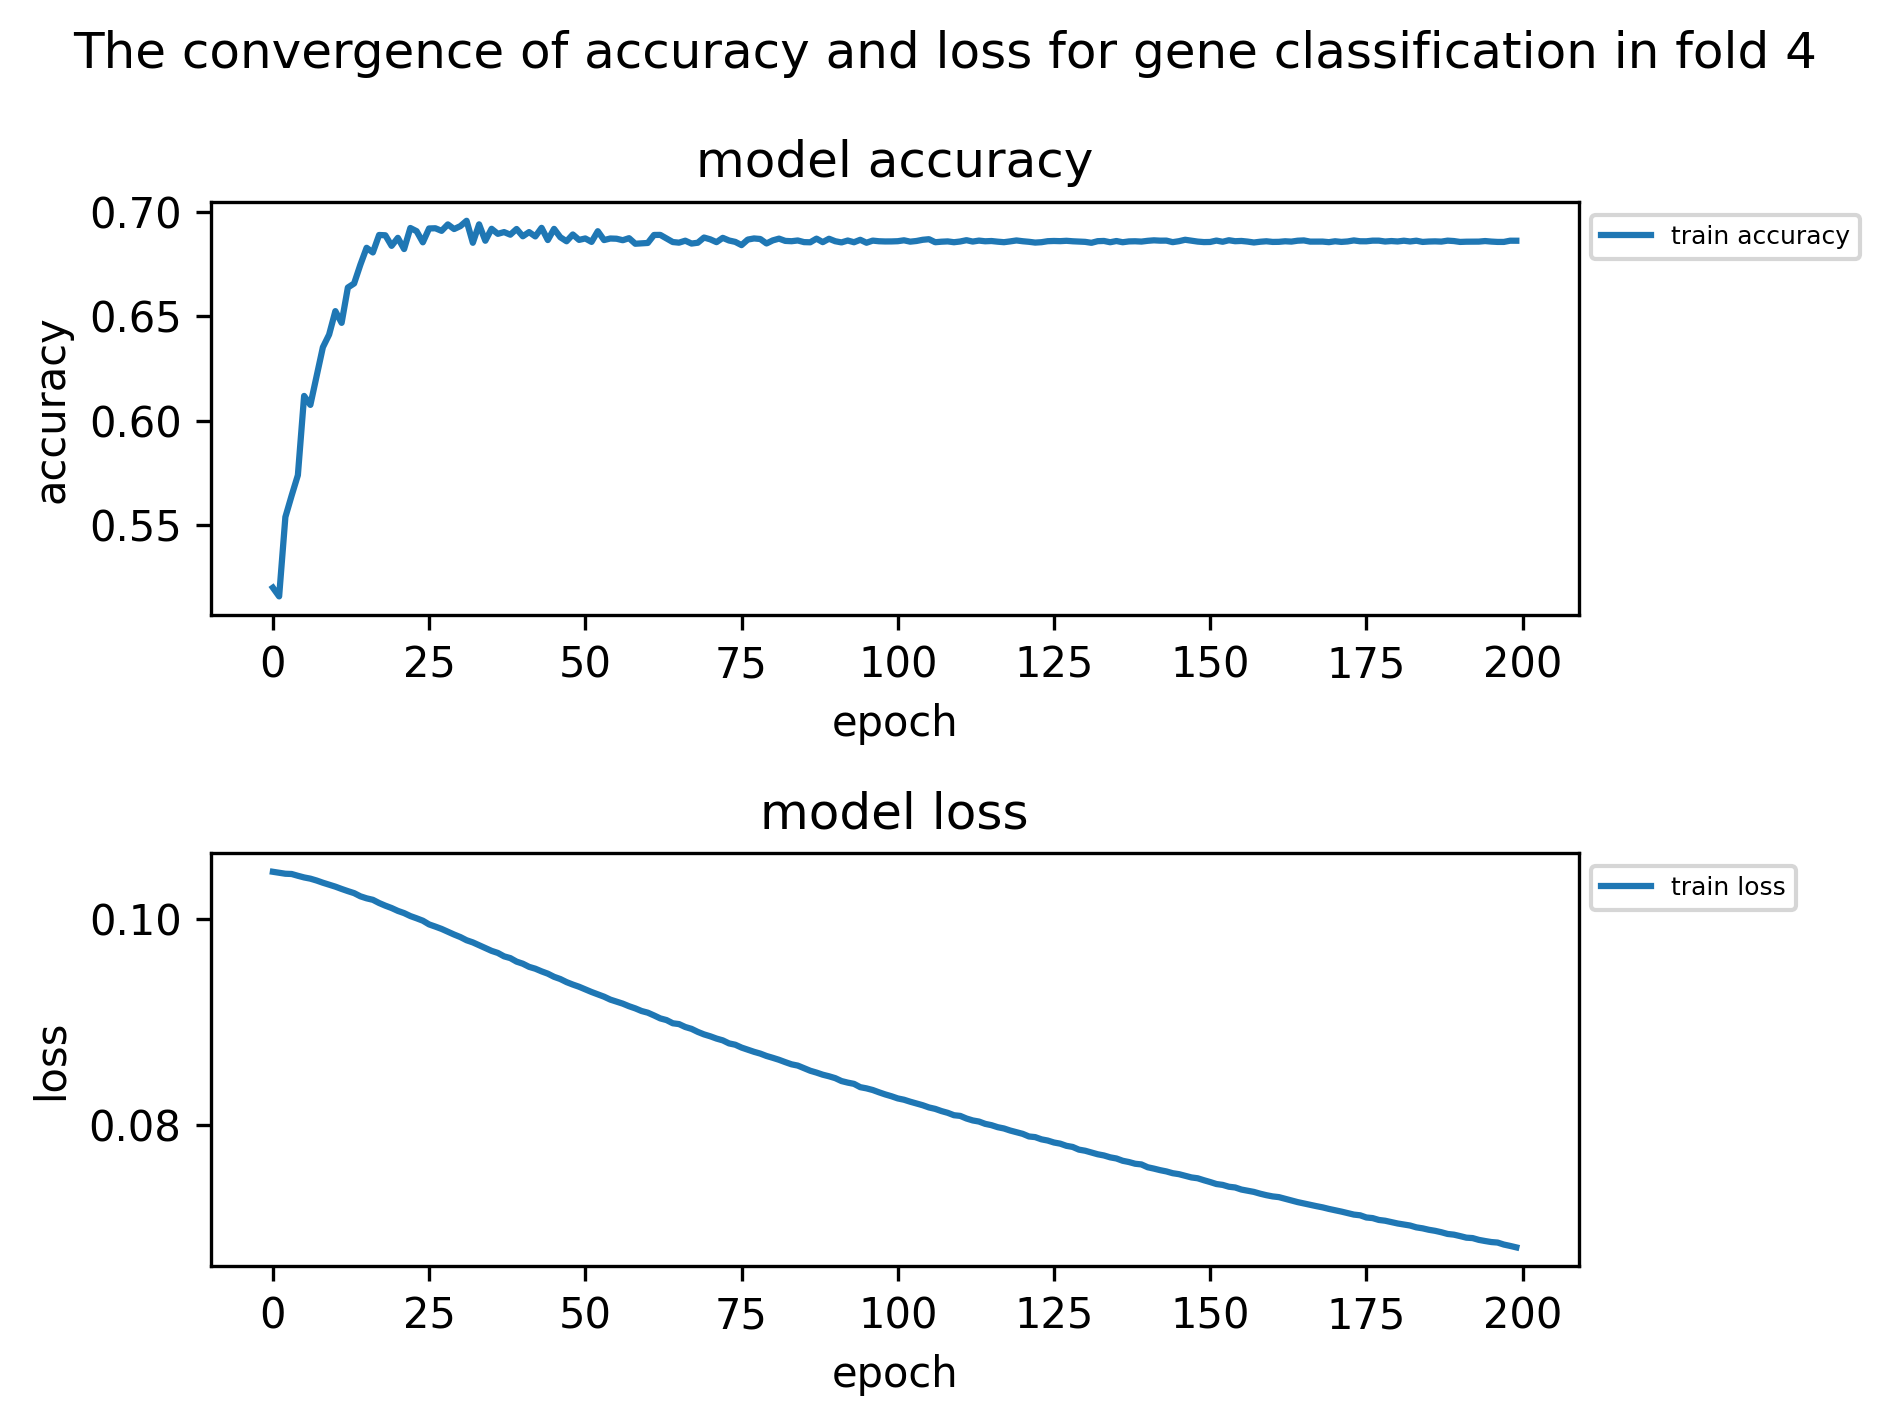 The convergence of accuracy and loss for gene classification in fold 4
model accuracy
0.70
0.65
0.60
0.55
accuracy
train accuracy
0 25 50 75 100 125 150 175 200
epoch
model loss
0.10
0.08
loss
train loss
0 25 50 75 100 125 150 175 200
epoch